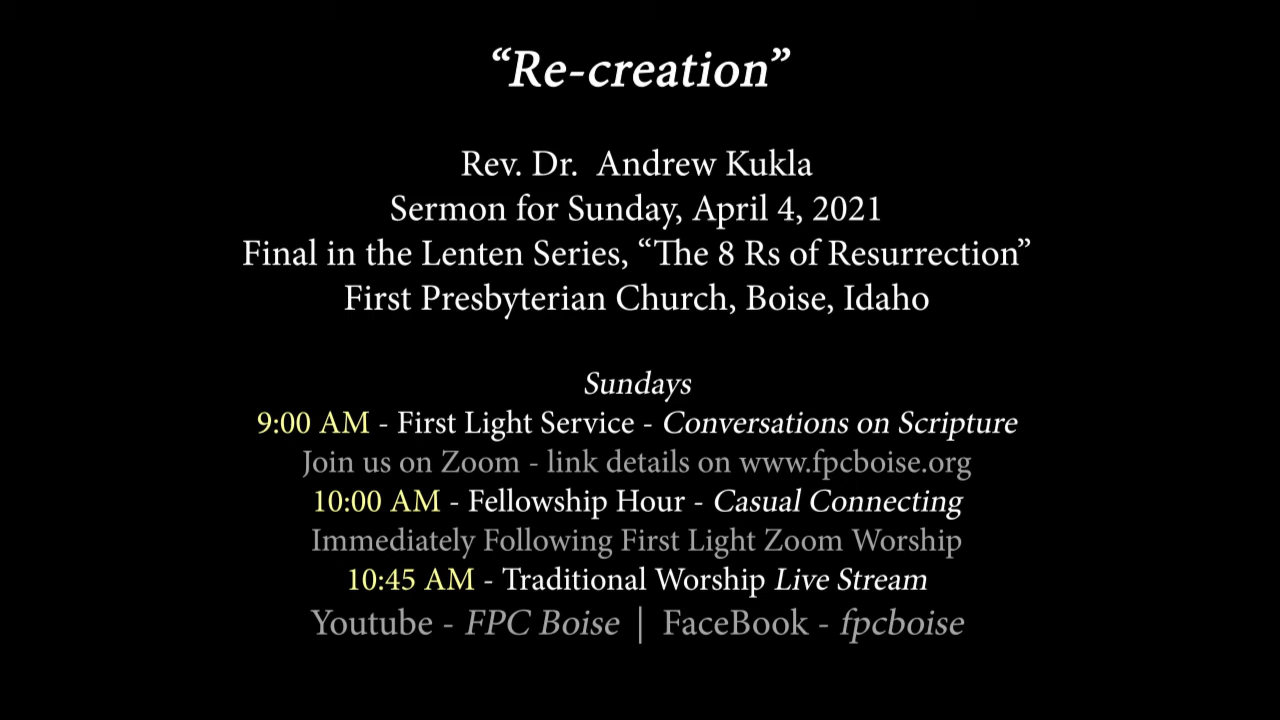 “Re-creation”
Rev. Dr. Andrew Kukla
Sermon for Sunday, April 4, 2021
Final in the Lenten Series, “The 8 Rs of Resurrection”
First Presbyterian Church, Boise, Idaho
Sundays
9:00 AM - First Light Service - Conversations on Scripture
Join us on Zoom - link details on www.fpcboise.org
10:00 AM - Fellowship Hour - Casual Connecting
Immediately Following First Light Zoom Worship
10:45 AM - Traditional Worship Live Stream
Youtube - FPC Boise | FaceBook - fpcboise